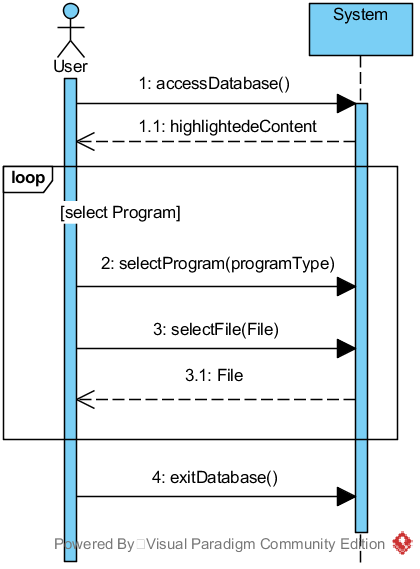 System
User
1: accessDatabase()
1.1: highlightedeContent
loop
[select Program]
2: selectProgram(programType)
3: selectFile(File)
3.1: File
4: exitDatabase()
Powered By Visual Paradigm Community Edition